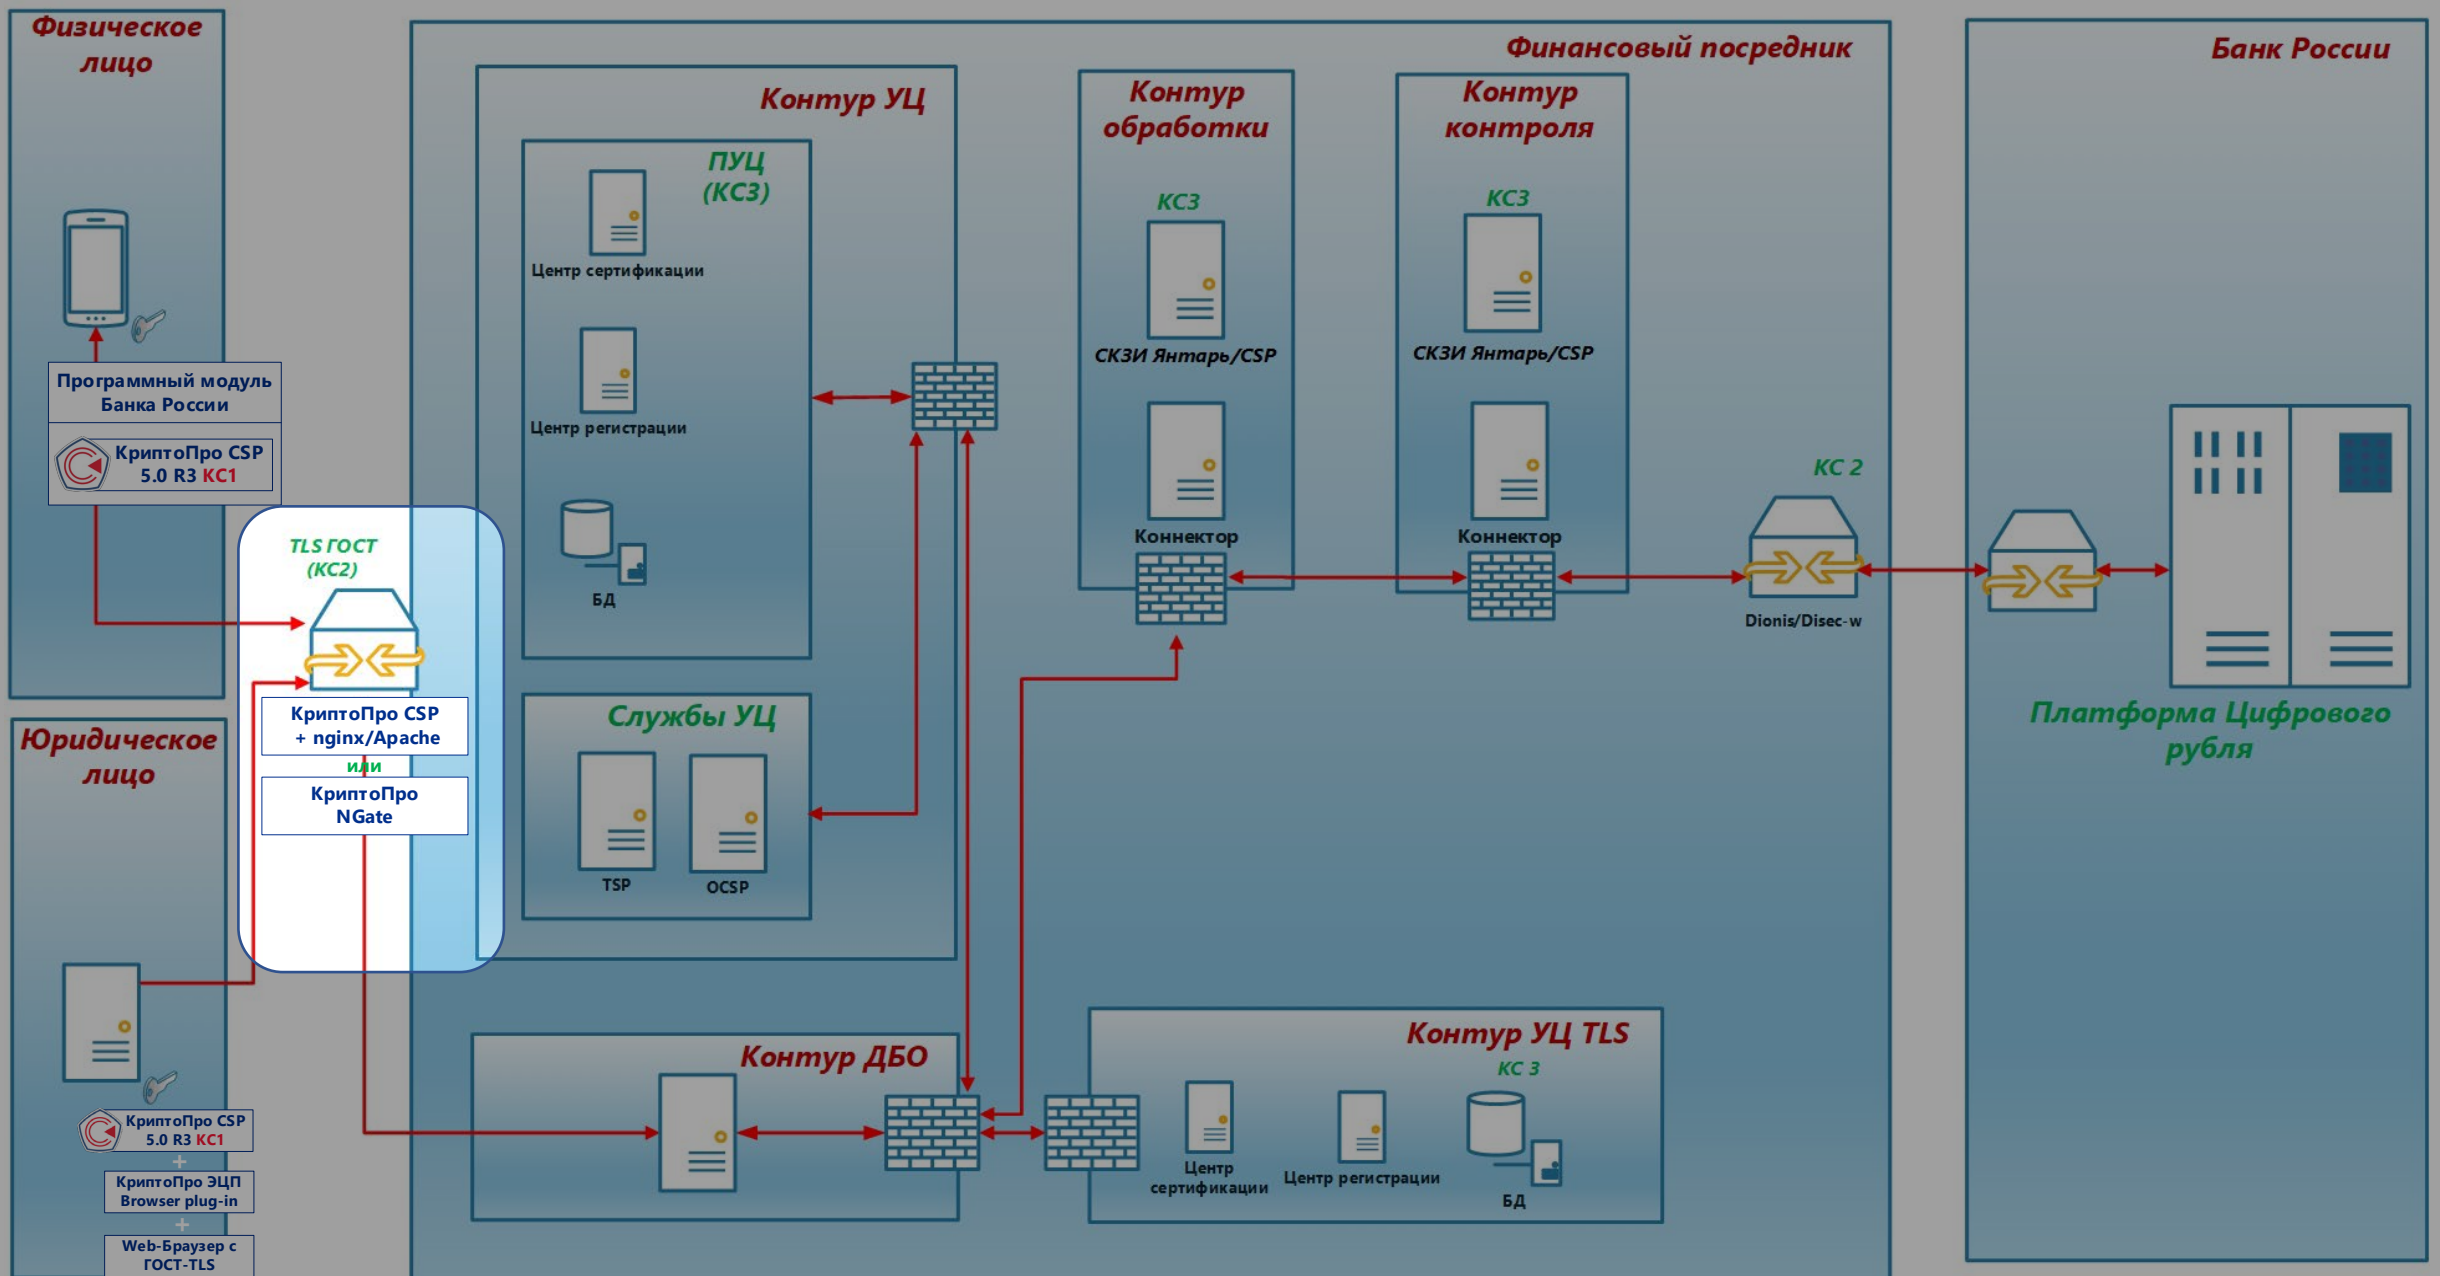 Физическое
лицо
Программный модуль
Банка России
КриптоПро CSP
5.0 R3 КС1
Юридическое
лицо
КриптоПро CSP
5.0 R3 КС1
+
КриптоПро ЭЦП
Browser plug-in
+
Web-Браузер с
ГОСТ-TLS
TLS ГОСТ
(КС2)
КриптоПро CSP
+ nginx/Apache
или
КриптоПро
NGate
Финансовый посредник
Контур УЦ
ПУЦ
(КС3)
Центр сертификации
Центр регистрации
БД
Службы УЦ
TSP
OCSP
Контур ДБО
Контур
обработки
КС3
СКЗИ Янтарь/CSP
Коннектор
Контур
контроля
КС3
СКЗИ Янтарь/CSP
Коннектор
КС 2
Dionis/Disec-w
Контур УЦ TLS
КС 3
Центр
сертификации
Центр регистрации
БД
Банк России
Платформа Цифрового
рубля